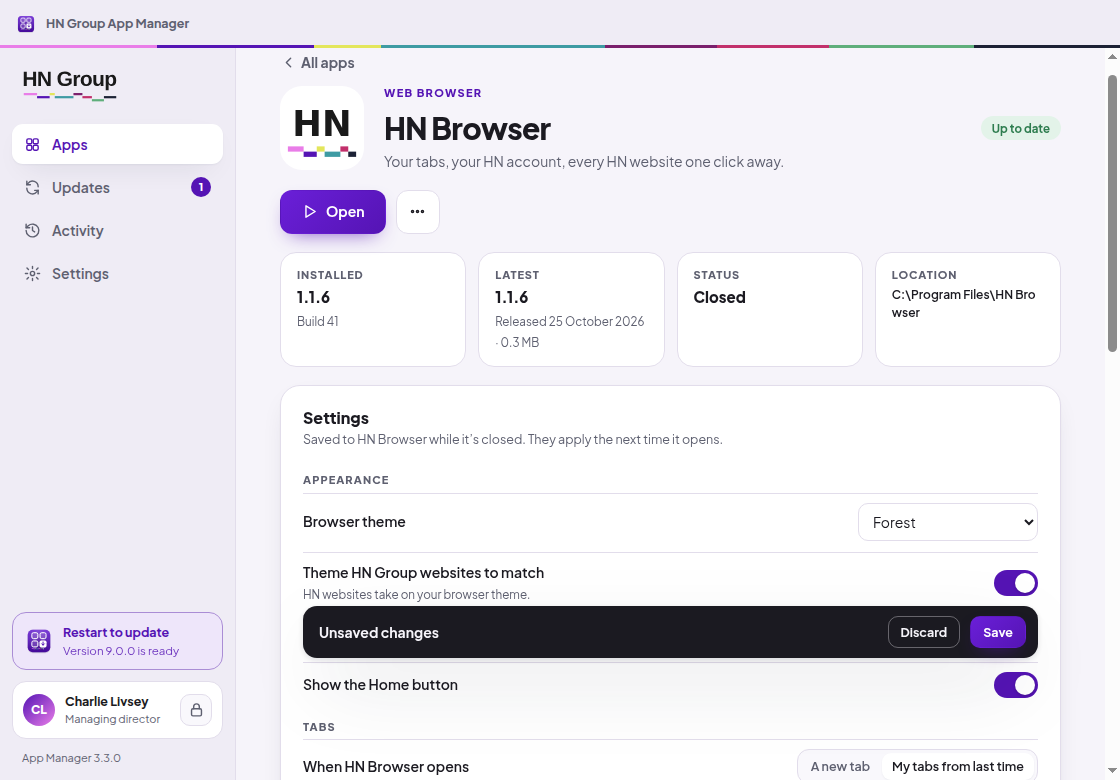 HN Group App Manager
HN Group
Apps
Updates
1
Activity
Settings
Restart to update
Version 9.0.0 is ready
CL
Charlie Livsey
Managing director
App Manager 3.3.0
All apps
HN
WEB BROWSER
HN Browser
Your tabs, your HN account, every HN website one click away.
Up to date
Open
INSTALLED
1.1.6
Build 41
LATEST
1.1.6
Released 25 October 2026
· 0.3 MB
STATUS
Closed
LOCATION
C:\Program Files\HN Bro
wser
Settings
Saved to HN Browser while it's closed. They apply the next time it opens.
APPEARANCE
Browser theme
Forest
Theme HN Group websites to match
HN websites take on your browser theme.
Unsaved changes
Discard
Save
Show the Home button
TABS
When HN Browser opens
A new tab
My tabs from last time